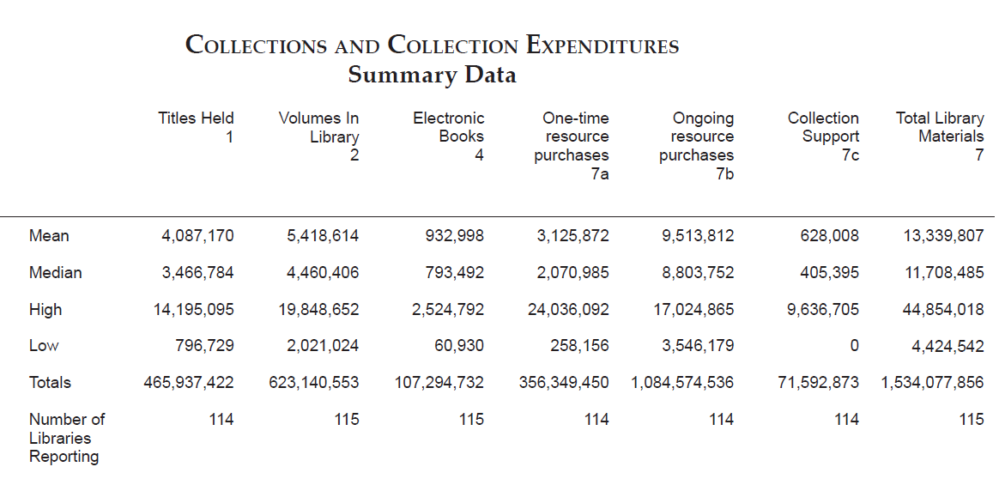 COLLECTIONS AND COLLECTION EXPENDITURES
Summary Data
Titles Held Volumes In Electronic One-time Ongoing Collection Total Library
1 Library Books resource resource Support Materials
2 4 purchases purchases 7c 7
7a 7b
Mean 4,087,170 5,418,614 932,998 3,125,872 9,513,812 628,008 13,339,807
Median 3,466,784 4,460,406 793,492 2,070,985 8,803,752 405,395 11,708,485
High 14,195,095 19,848,652 2,524,792 24,036,092 17,024,865 9,636,705 44,854,018
Low 796,729 2,021,024 60,930 258,156 3,546,179 0 4,424,542
Totals 465,937,422 623,140,553 107,294,732 356,349,450 1,084,574,536 71,592,873 1,534,077,856
Number of 114 115 115 114 114 114 115
Libraries
Reporting